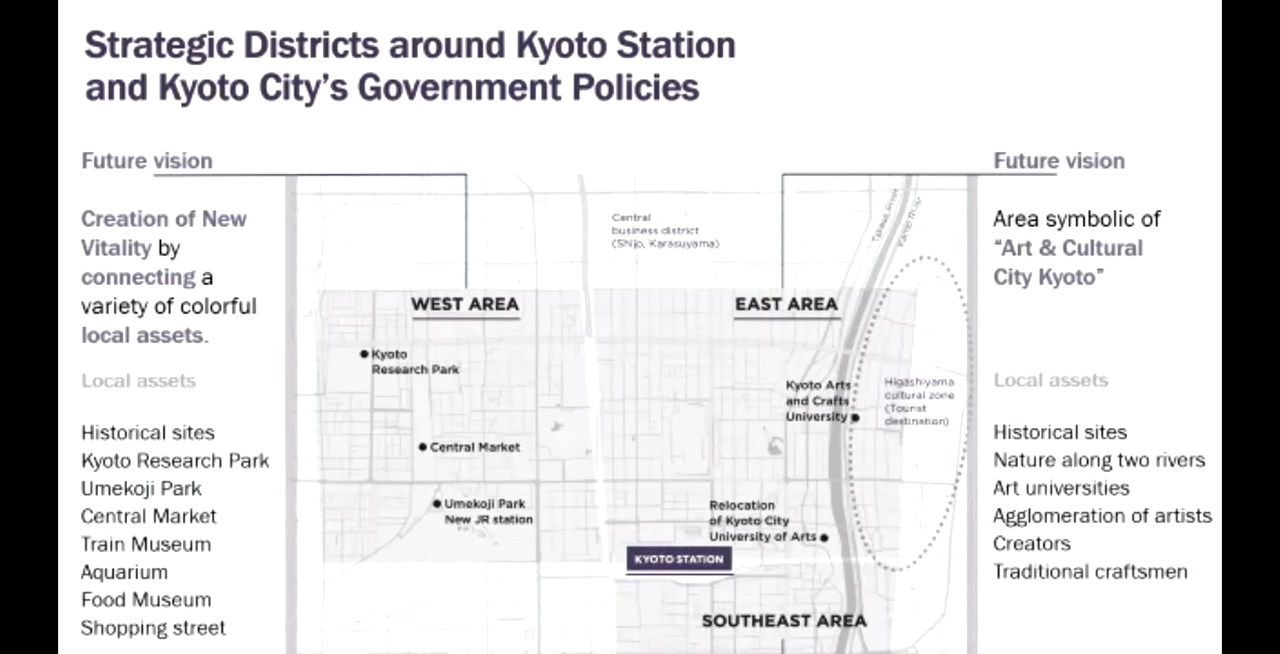 Strategic Districts around Kyoto Station
and Kyoto City's Government Policies
Future vision
Creation of New
Vitality by
connecting a
variety of colorful
local assets.
Local assets
Historical sites
Kyoto Research Park
Umekoji Park
Central Market
Train Museum
Aquarium
Food Museum
Shopping street
Central
business district
(Shijo, Karasuyama)
WEST AREA
Kyoto
Research Park
Central Market
Umekoji Park
New JR station
EAST AREA
Kyoto Arts
and Crafts
University
Higashiyama
cultural zone
(Tourist
destination)
Relocation
of Kyoto City
University of Arts
KYOTO STATION
SOUTHEAST AREA
Future vision
Area symbolic of
“Art & Cultural
City Kyoto”
Local assets
Historical sites
Nature along two rivers
Art universities
Agglomeration of artists
Creators
Traditional craftsmen